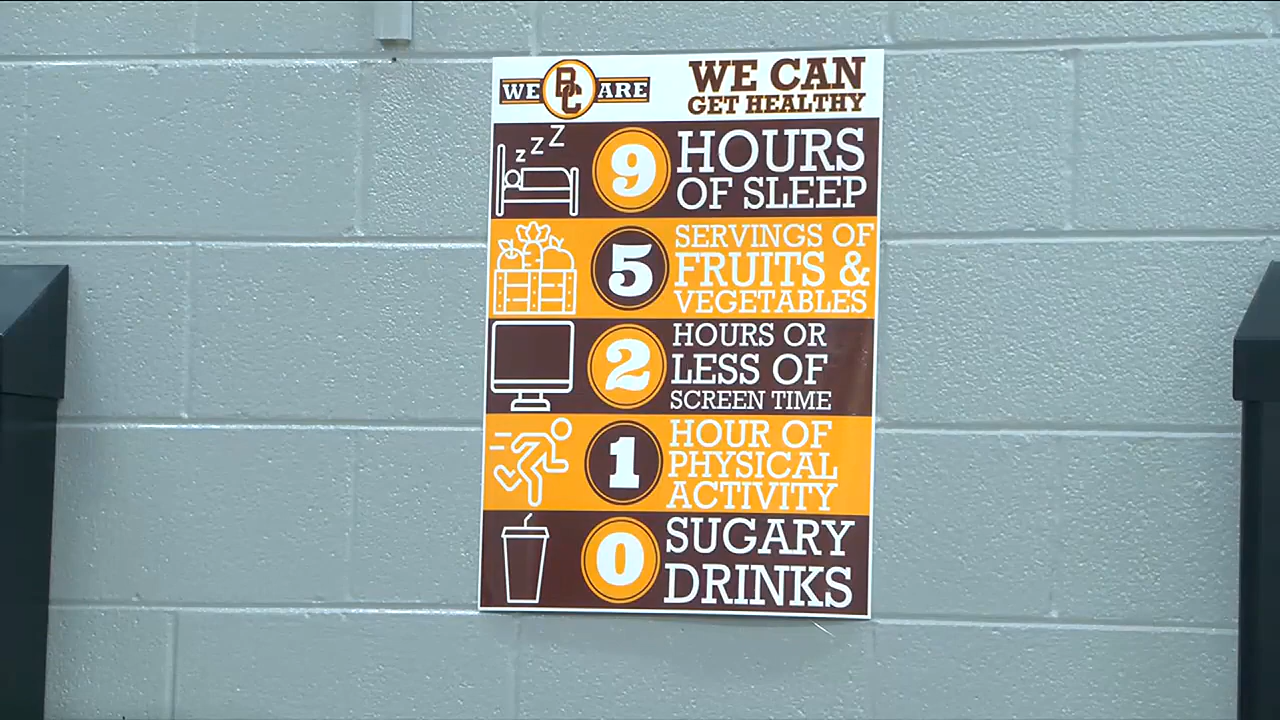 WE BC ARE
WE CAN
GET HEALTHY
z z Z
9
HOURS
OF SLEEP
5
SERVINGS OF
FRUITS &
VEGETABLES
2
HOURS OR
LESS OF
SCREEN TIME
1
HOUR OF
PHYSICAL
ACTIVITY
0
SUGARY
DRINKS